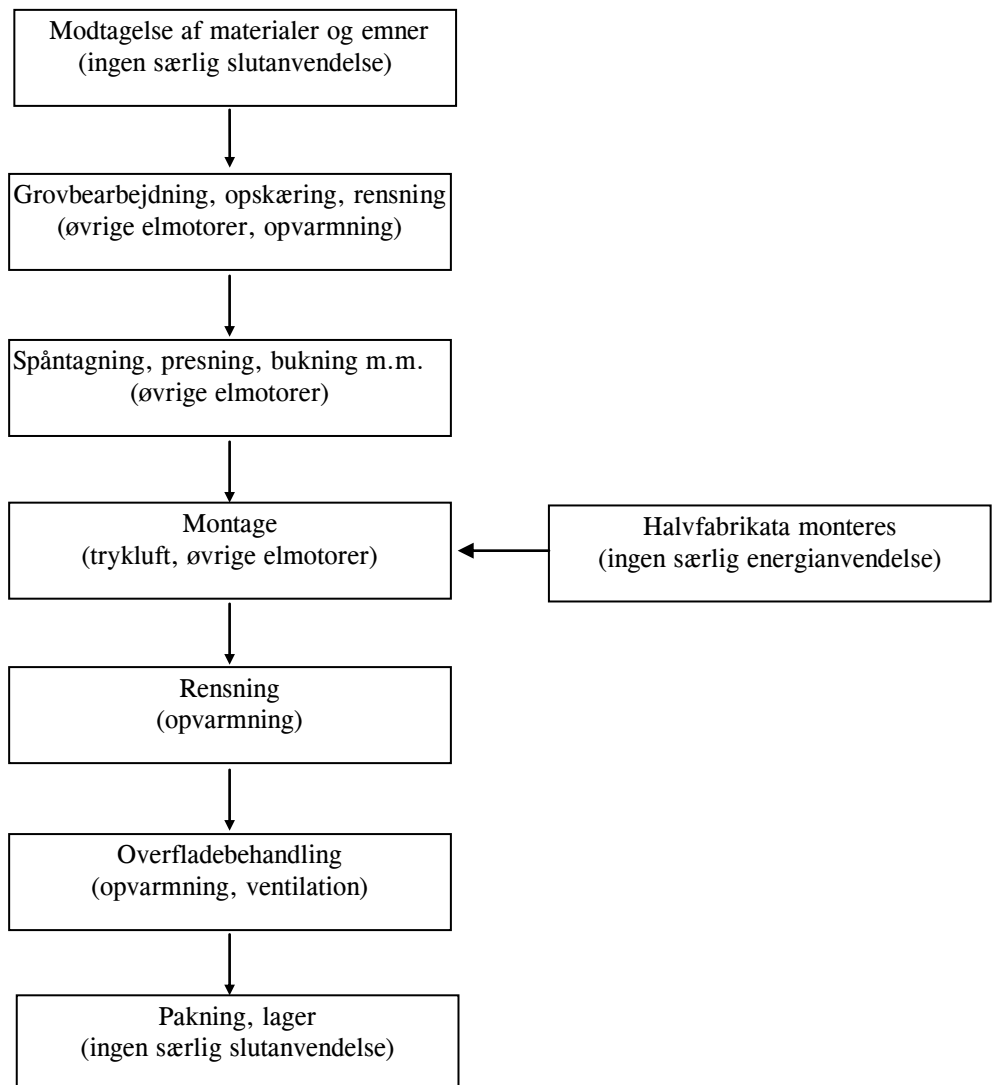 Modtagelse af materialer og emner
(ingen særlig slutanvendelse)
Grovbearbejdning, opskæring, rensning
(øvrige elmotorer, opvarmning)
Spåntagning, presning, bukning m.m.
(øvrige elmotorer)
Montage
(trykluft, øvrige elmotorer)
Halvfabrikata monteres
(ingen særlig energianvendelse)
Rensning
(opvarmning)
Overfladebehandling
(opvarmning, ventilation)
Pakning, lager
(ingen særlig slutanvendelse)